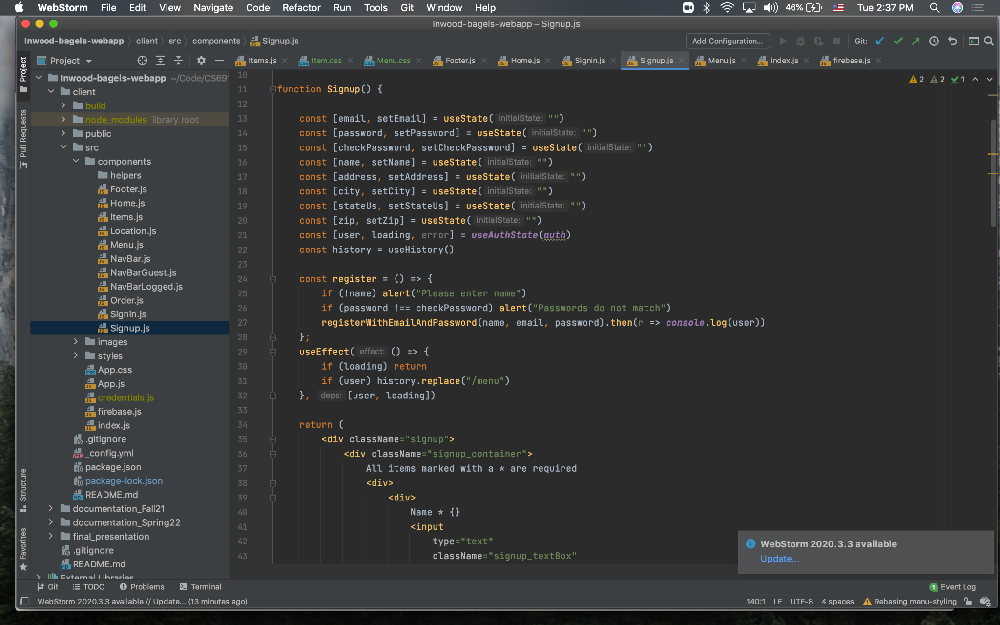 WebStorm File Edit View Navigate Code Refactor Run Tools Git Window Help 46% Tue 2:37 PM
Inwood-bagels-webapp – Signup.js
Inwood-bagels-webapp client src components Signup.js Add Configuration... Git:
Project Items.js Item.css Menu.css Footer.js Home.js Signin.js Signup.js Menu.js index.js firebase.js
2 2 1
Project
Pull Requests
Structure
Favorites
Inwood-bagels-webapp ~/Code/CS69
client
build
node_modules library root
public
src
components
helpers
Footer.js
Home.js
Items.js
Location.js
Menu.js
NavBar.js
NavBarGuest.js
NavBarLogged.js
Order.js
Signin.js
Signup.js
images
styles
App.css
App.js
credentials.js
firebase.js
index.js
.gitignore
_config.yml
package.json
package-lock.json
README.md
documentation_Fall21
documentation_Spring22
final_presentation
.gitignore
README.md
External Libraries
10
11 function Signup() {
12
13 const [email, setEmail] = useState( initialState: "")
14 const [password, setPassword] = useState( initialState: "")
15 const [checkPassword, setCheckPassword] = useState( initialState: "")
16 const [name, setName] = useState( initialState: "")
17 const [address, setAddress] = useState( initialState: "")
18 const [city, setCity] = useState( initialState: "")
19 const [stateUs, setStateUs] = useState( initialState: "")
20 const [zip, setZip] = useState( initialState: "")
21 const [user, loading, error] = useAuthState(auth)
22 const history = useHistory()
23
24 const register = () => {
25 if (!name) alert("Please enter name")
26 if (password !== checkPassword) alert("Passwords do not match")
27 registerWithEmailAndPassword(name, email, password).then(r => console.log(user))
28 };
29 useEffect( effect: () => {
30 if (loading) return
31 if (user) history.replace("/menu")
32 }, deps: [user, loading])
33
34 return (
35 <div className="signup">
36 <div className="signup_container">
37 All items marked with a * are required
38 <div>
39 <div>
40 Name * {}
41 <input
42 type="text"
43 className="signup_textBox"
WebStorm 2020.3.3 available
Update...
Git TODO Problems Terminal 1 Event Log
WebStorm 2020.3.3 available // Update... (13 minutes ago) 140:1 LF UTF-8 4 spaces Rebasing menu-styling